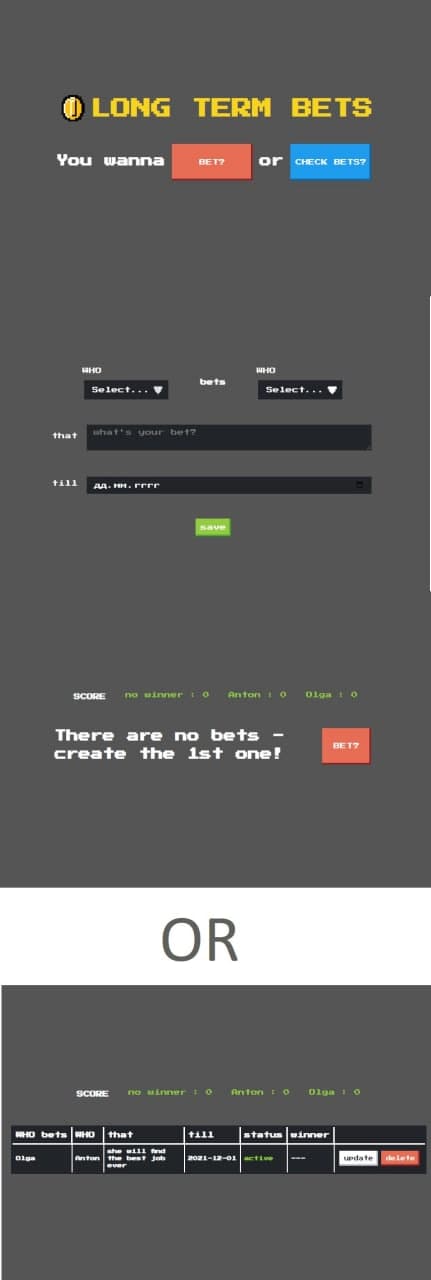 LONG TERM BETS
You wanna BET? or CHECK BETS?
WHO WHO
Select... bets Select...
that what's your bet?
till дд.мм.гггг
save
SCORE no winner : 0 Anton : 0 Olga : 0
There are no bets –
create the 1st one!
BET?
OR
SCORE no winner : 0 Anton : 0 Olga : 0
WHO bets WHO that till status winner
Olga Anton she will find the best job ever 2021-12-01 active --- update delete